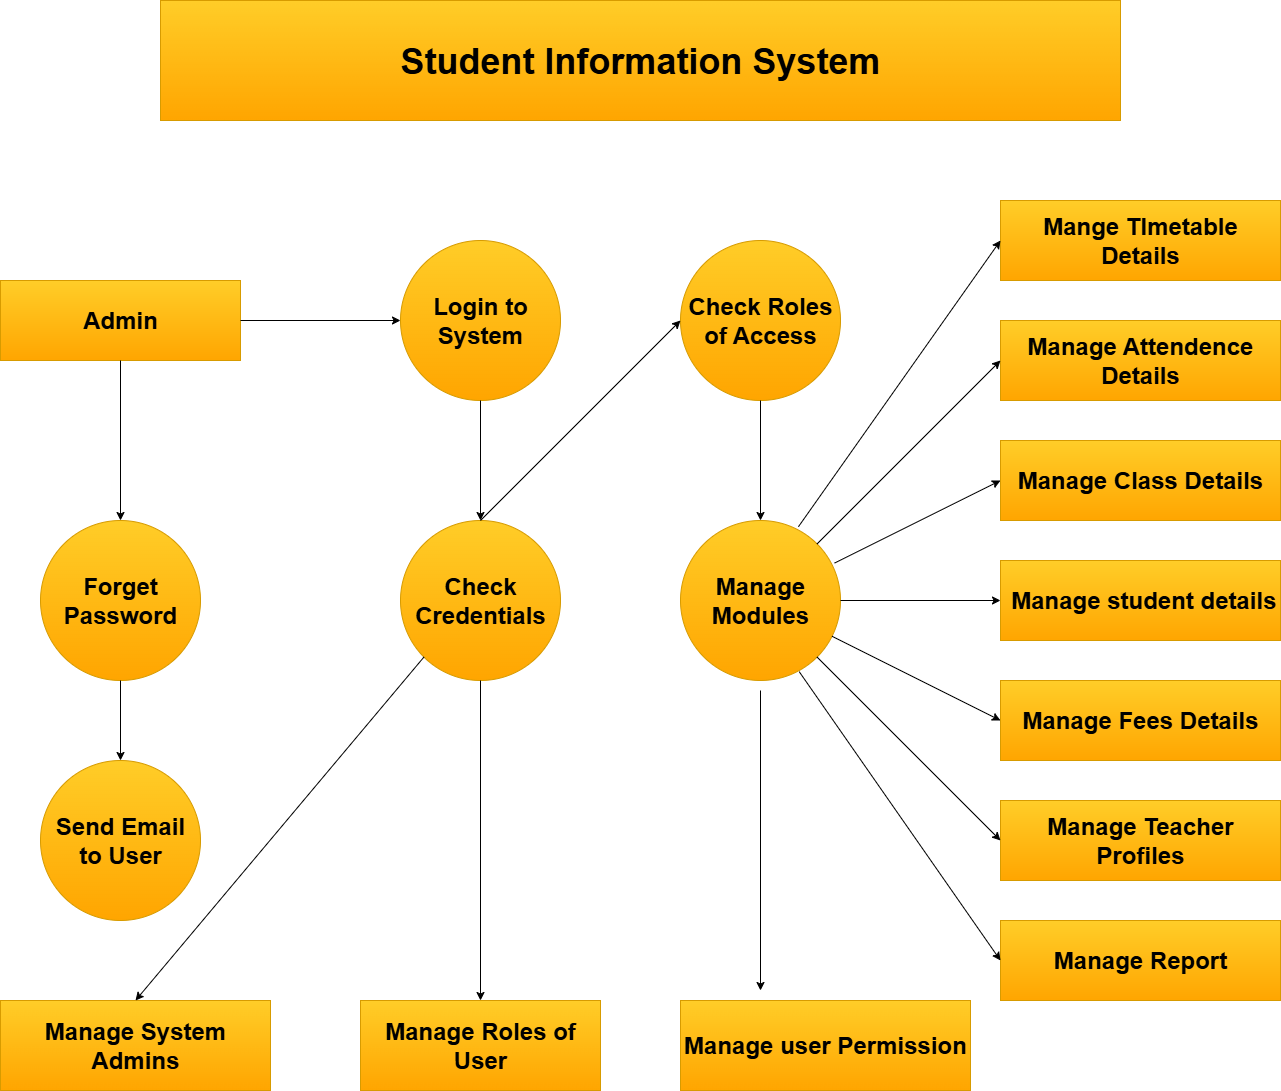 Student Information System
Admin
Login to
System
Check Roles
of Access
Mange TImetable
Details
Manage Attendence
Details
Manage Class Details
Forget
Password
Check
Credentials
Manage
Modules
Manage student details
Manage Fees Details
Send Email
to User
Manage Teacher
Profiles
Manage Report
Manage System
Admins
Manage Roles of
User
Manage user Permission